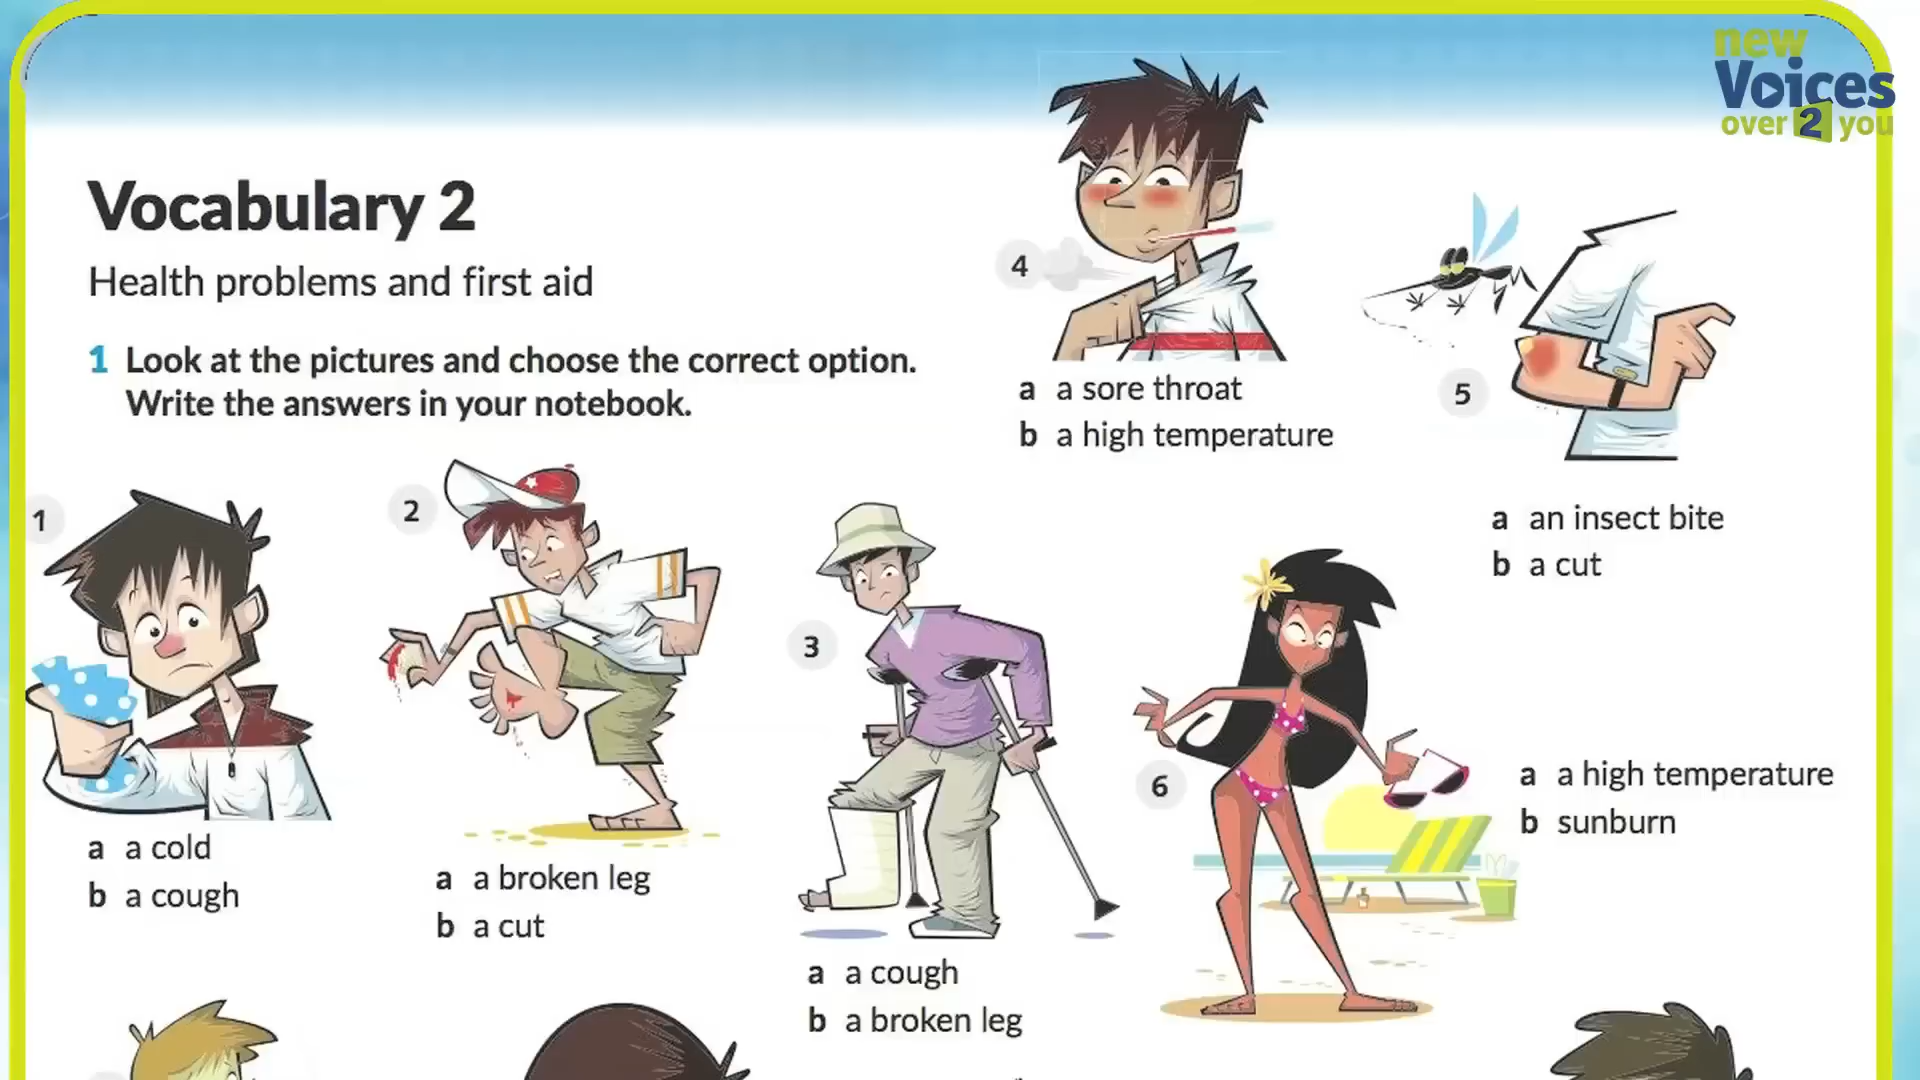 new
Voices
over 2 you
Vocabulary 2
Health problems and first aid
1 Look at the pictures and choose the correct option.
Write the answers in your notebook.
1
a a cold
b a cough
2
a a broken leg
b a cut
3
a a cough
b a broken leg
4
a a sore throat
b a high temperature
5
a an insect bite
b a cut
6
a a high temperature
b sunburn